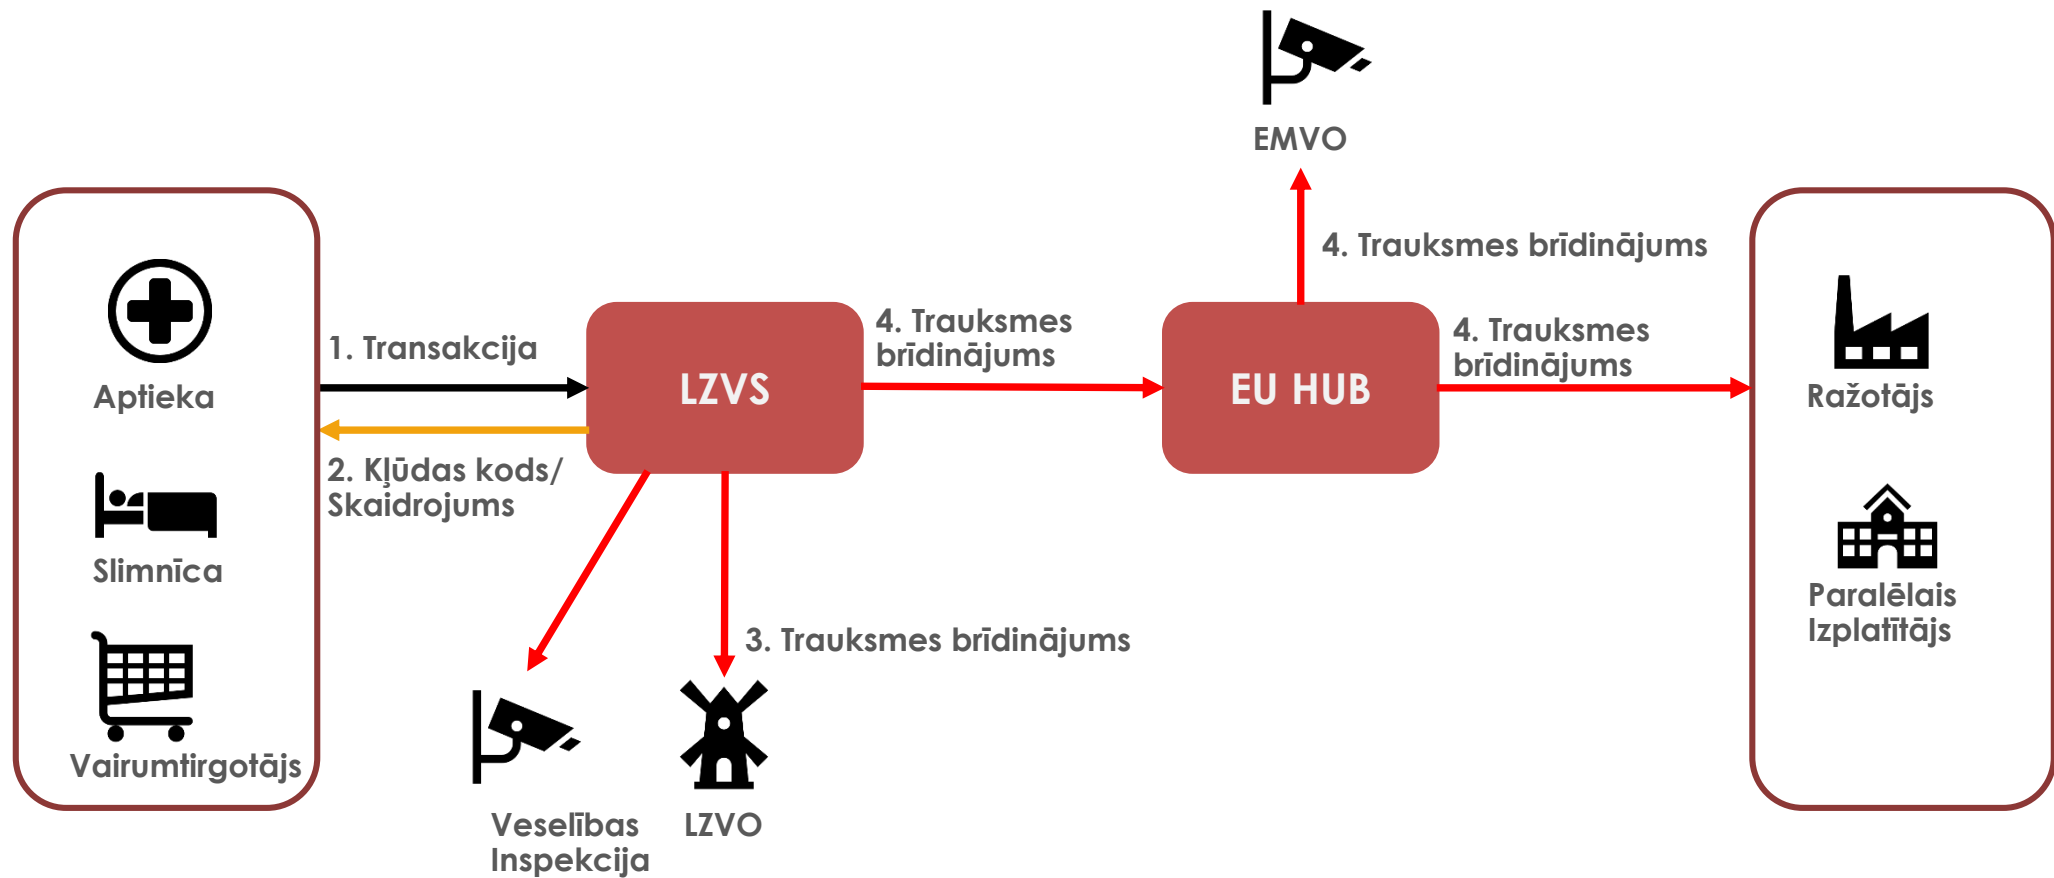 EMVO
4. Trauksmes brīdinājums
Aptieka
Slimnīca
Vairumtirgotājs
1. Transakcija
2. Kļūdas kods/
Skaidrojums
LZVS
4. Trauksmes
brīdinājums
EU HUB
4. Trauksmes
brīdinājums
Ražotājs
Paralēlais
Izplatītājs
3. Trauksmes brīdinājums
Veselības
Inspekcija
LZVO